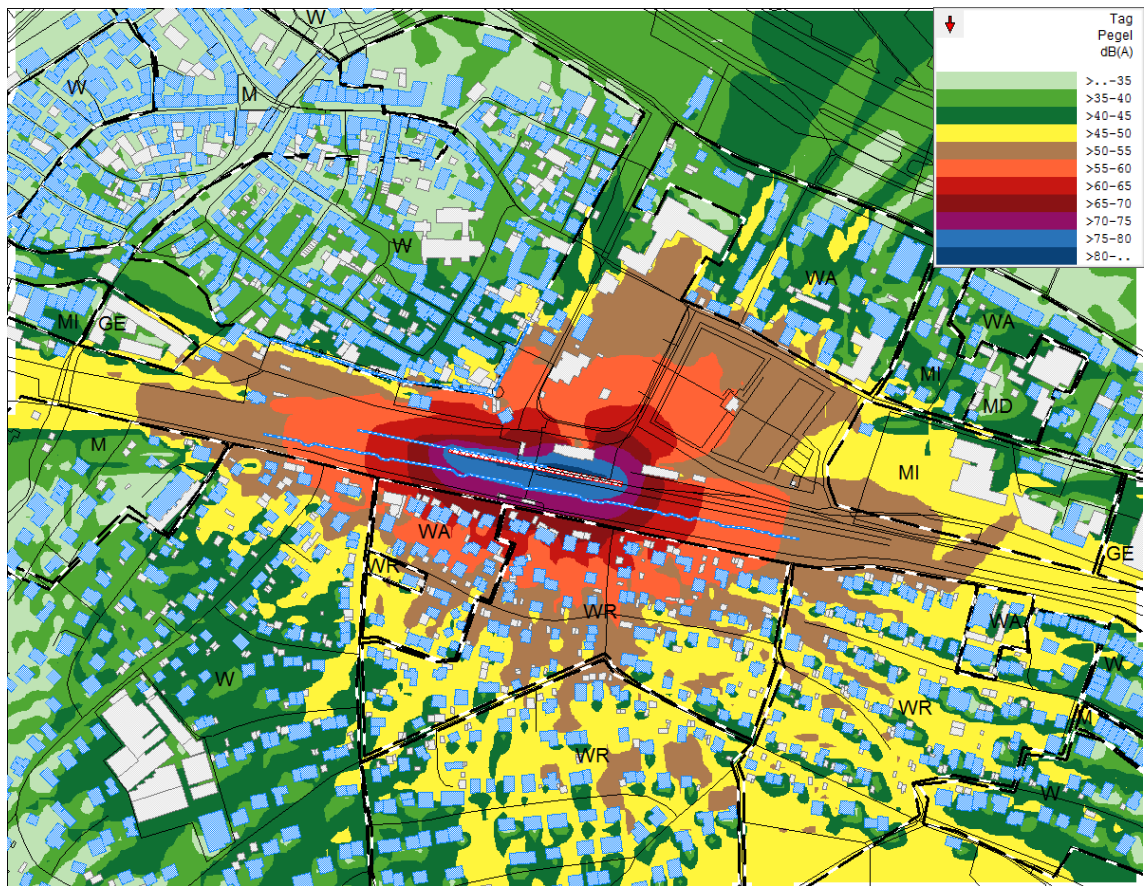 Tag
Pegel
dB(A)
>..-35
>35-40
>40-45
>45-50
>50-55
>55-60
>60-65
>65-70
>70-75
>75-80
>80-..
W
W
M
W
WA
WA
MI
GE
MI
MD
M
MI
WA
GE
WR
WR
WA
W
W
WR
M
WR
W